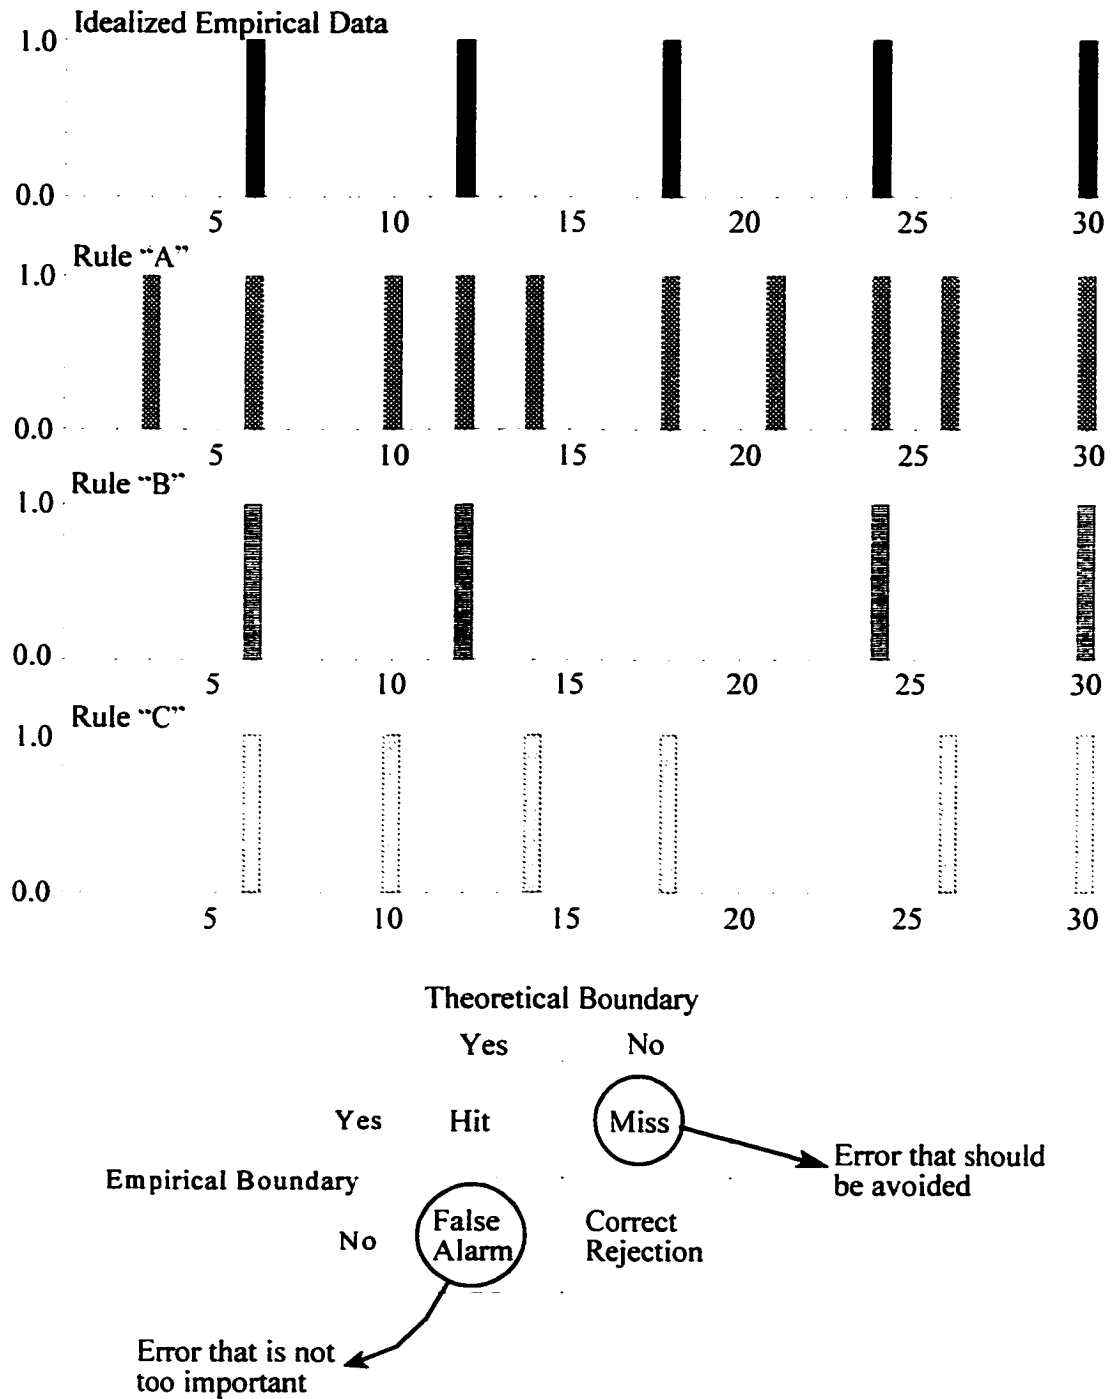 Idealized Empirical Data
1.0
0.0
5 10 15 20 25 30
Rule “A”
1.0
0.0
5 10 15 20 25 30
Rule “B”
1.0
0.0
5 10 15 20 25 30
Rule “C”
1.0
0.0
5 10 15 20 25 30
Theoretical Boundary
Yes No
Yes Hit Miss
Error that should
be avoided
Empirical Boundary
No False Alarm Correct Rejection
Error that is not
too important